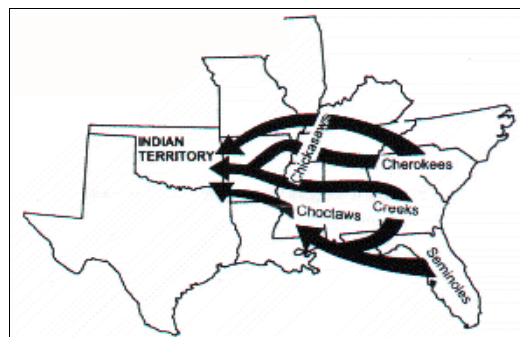 INDIAN
TERRITORY
Chickasaws
Cherokees
Choctaws
Creeks
Seminoles